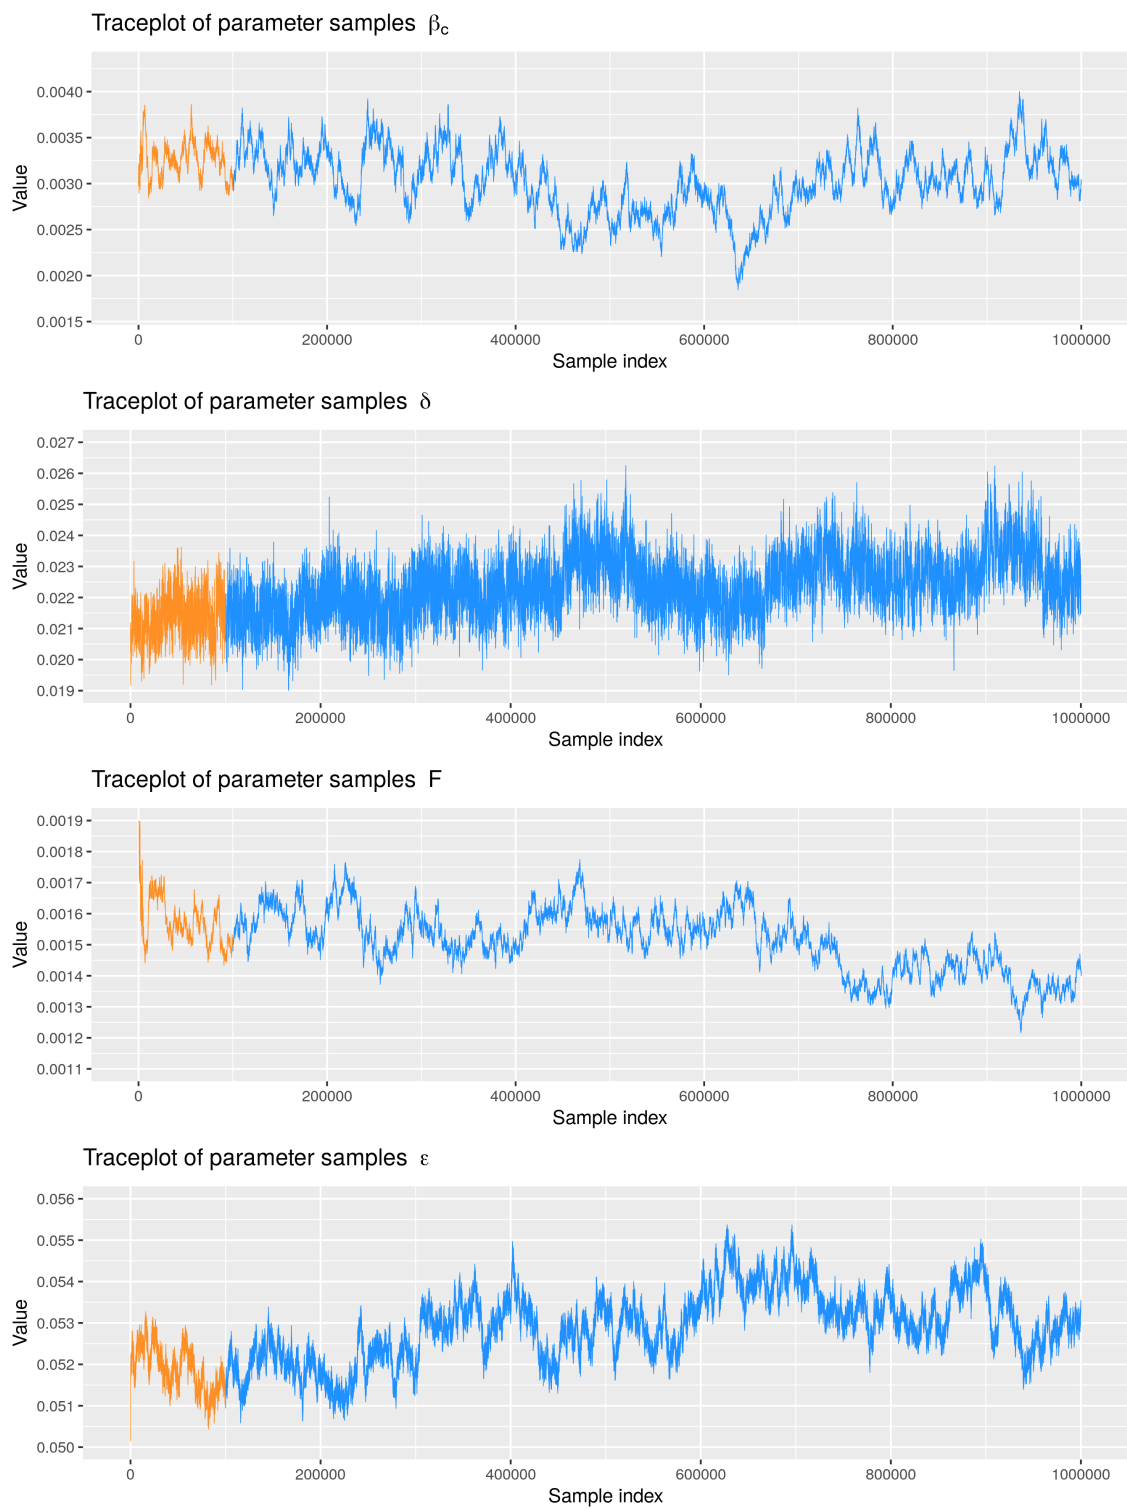 Traceplot of parameter samples βc
0.0040
0.0035
0.0030
0.0025
0.0020
0.0015
Value
0 200000 400000 600000 800000 1000000
Sample index
Traceplot of parameter samples δ
0.027
0.026
0.025
0.024
0.023
0.022
0.021
0.020
0.019
Value
0 200000 400000 600000 800000 1000000
Sample index
Traceplot of parameter samples F
0.0019
0.0018
0.0017
0.0016
0.0015
0.0014
0.0013
0.0012
0.0011
Value
0 200000 400000 600000 800000 1000000
Sample index
Traceplot of parameter samples ε
0.056
0.055
0.054
0.053
0.052
0.051
0.050
Value
0 200000 400000 600000 800000 1000000
Sample index